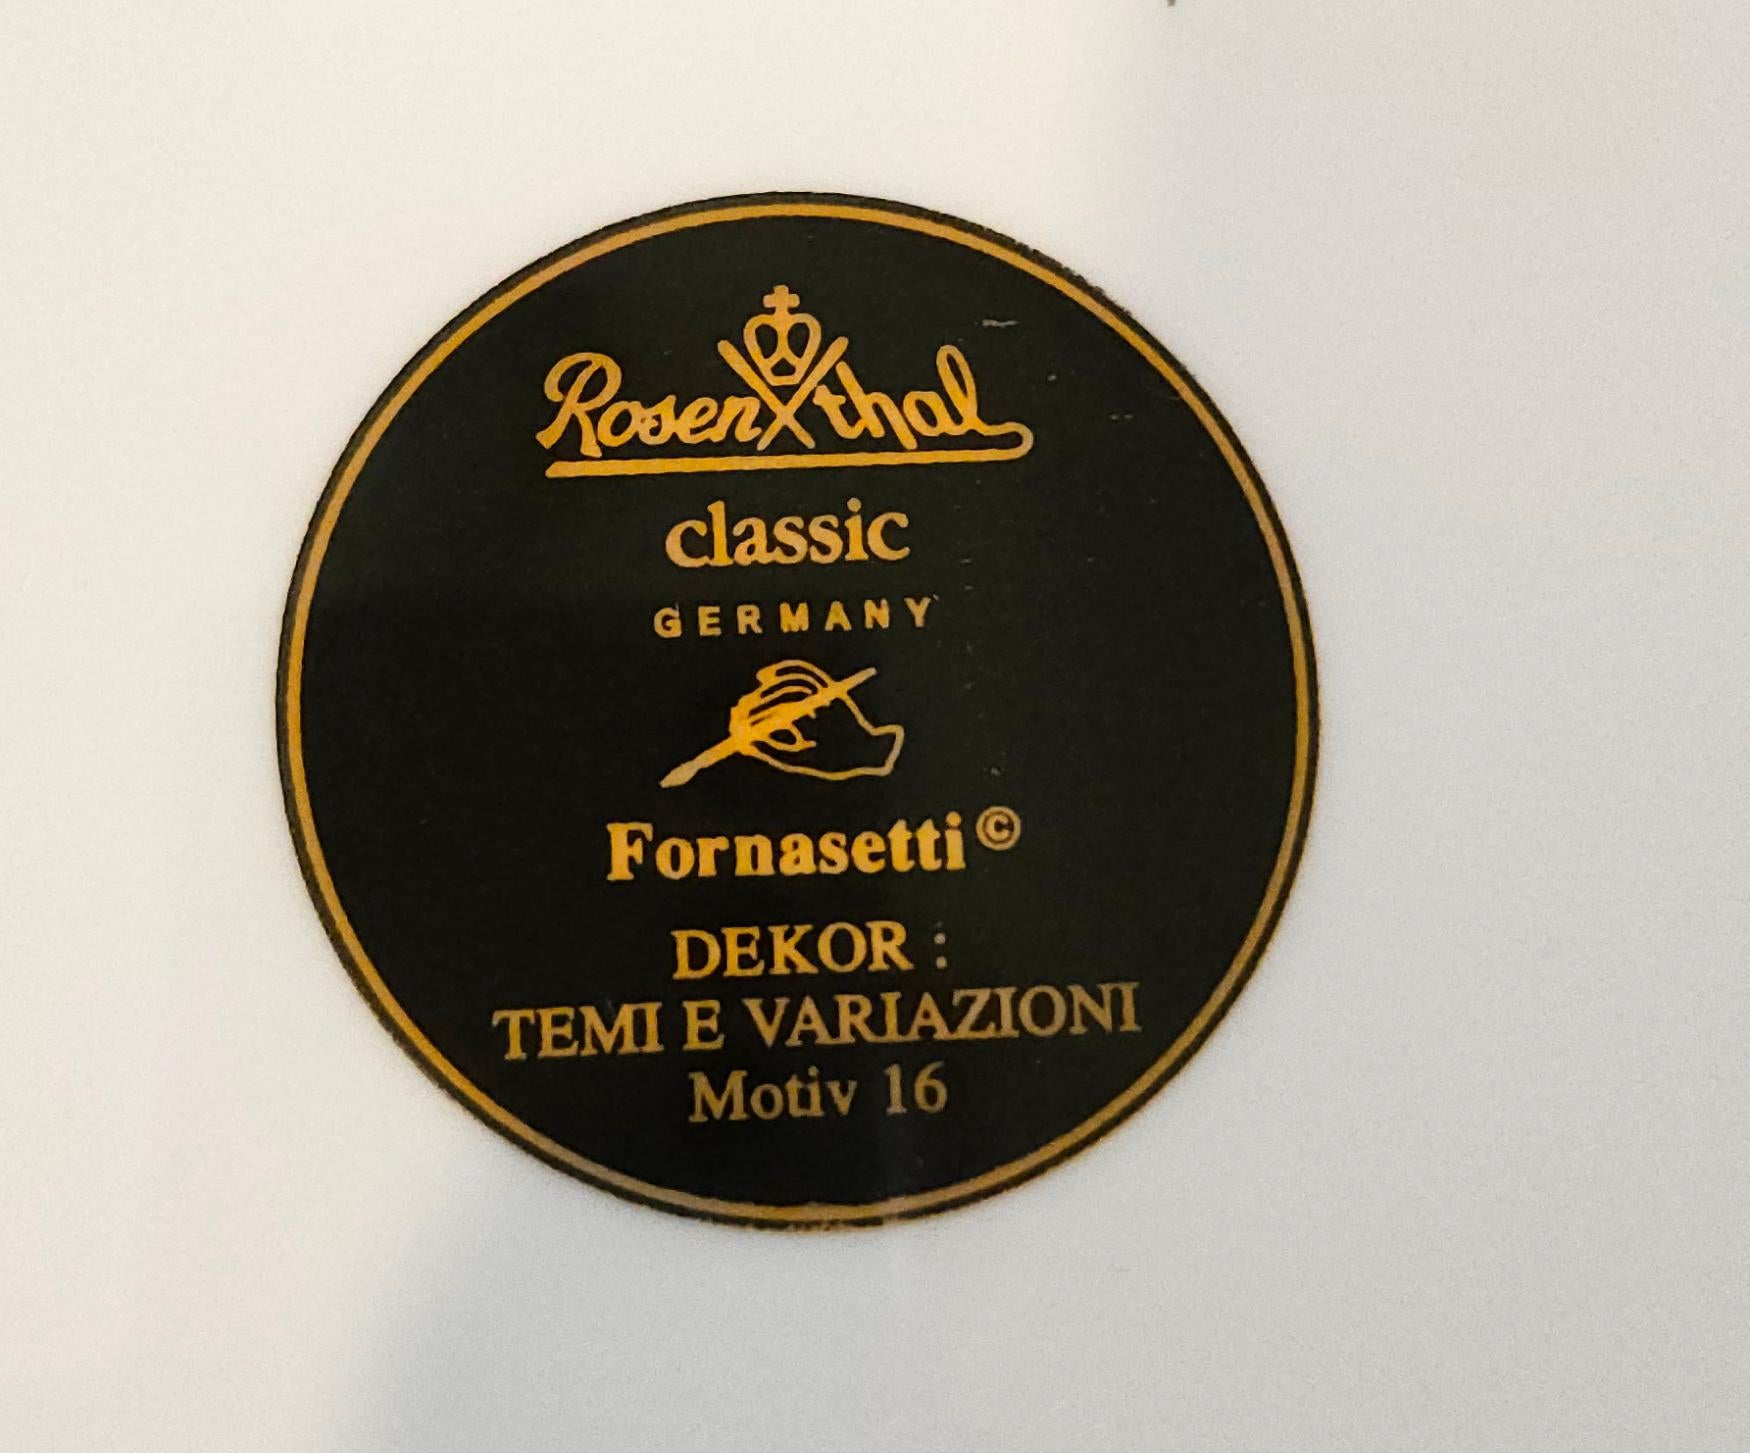 Rosenthal
classic
GERMANY
Fornasetti©
DEKOR :
TEMI E VARIAZIONI
Motiv 16